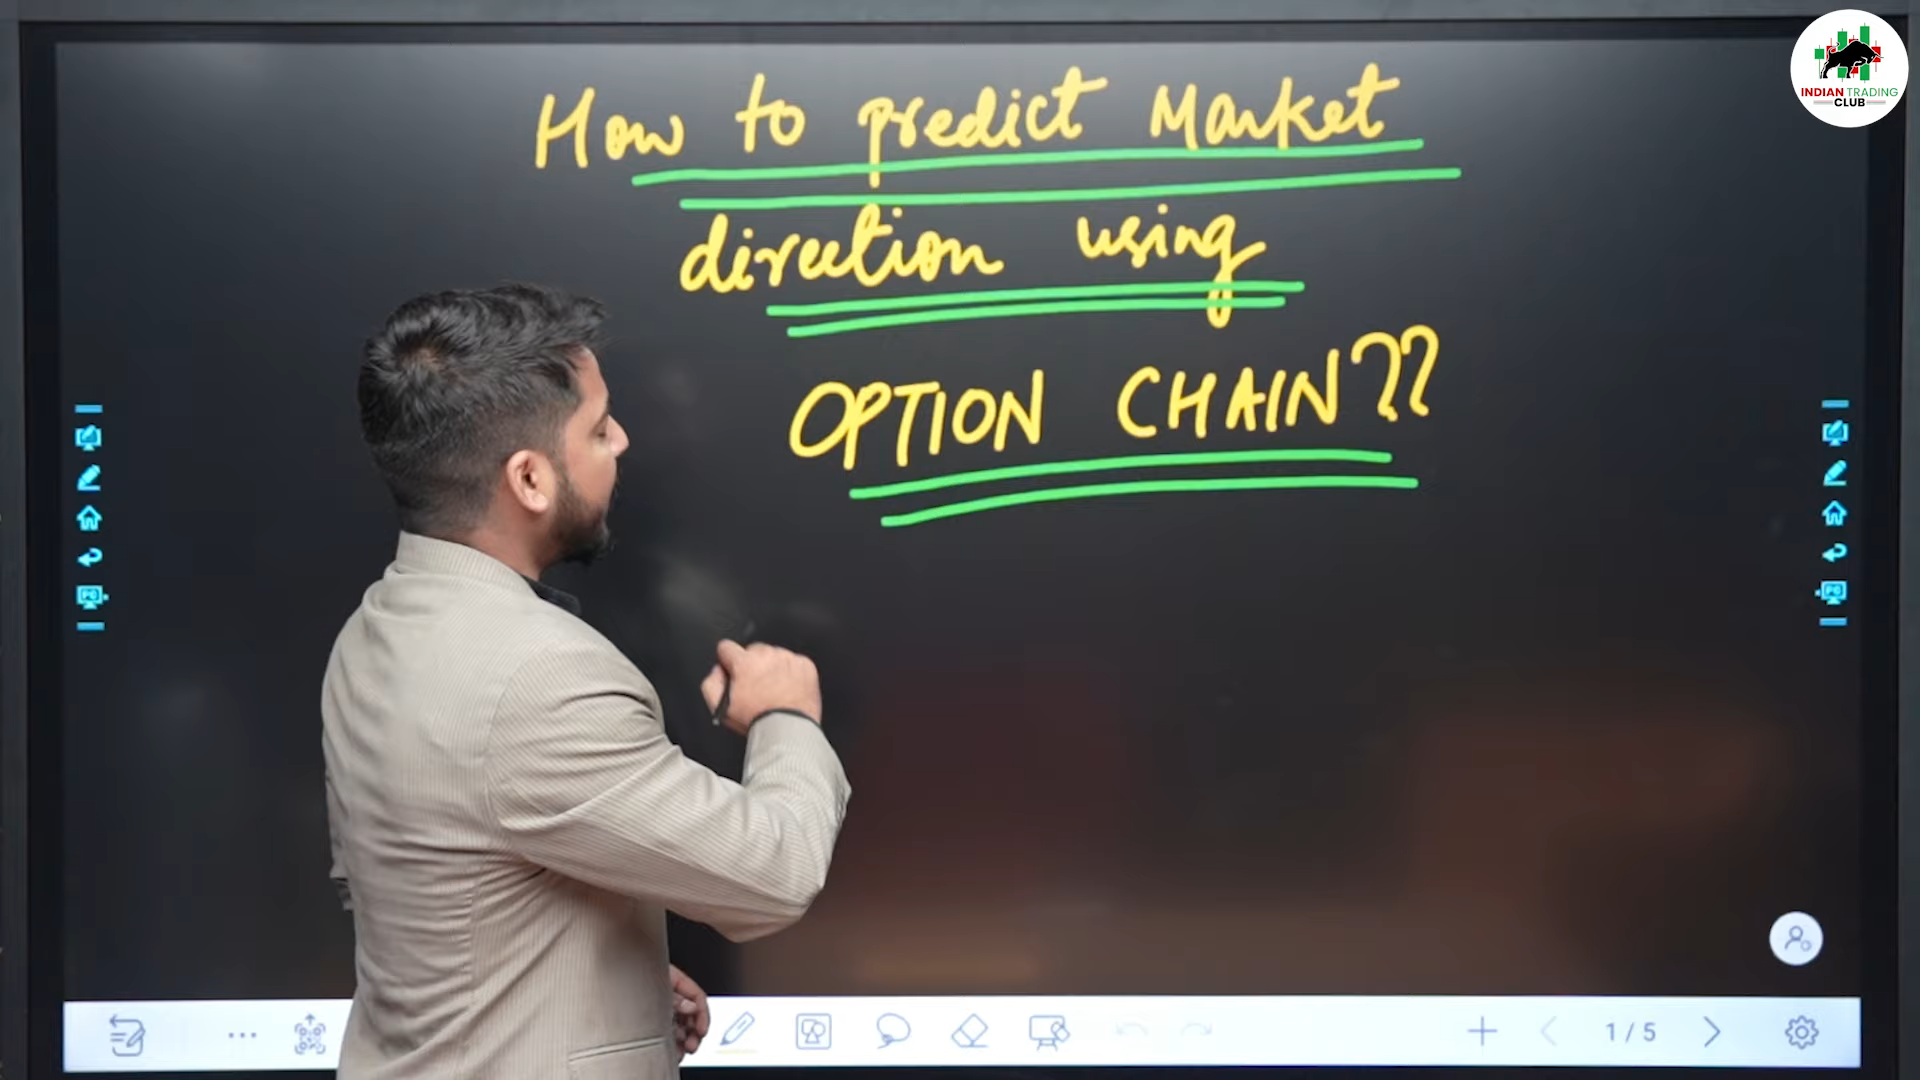 How to predict Market
direction using
OPTION CHAIN??
INDIAN TRADING
CLUB
1 / 5